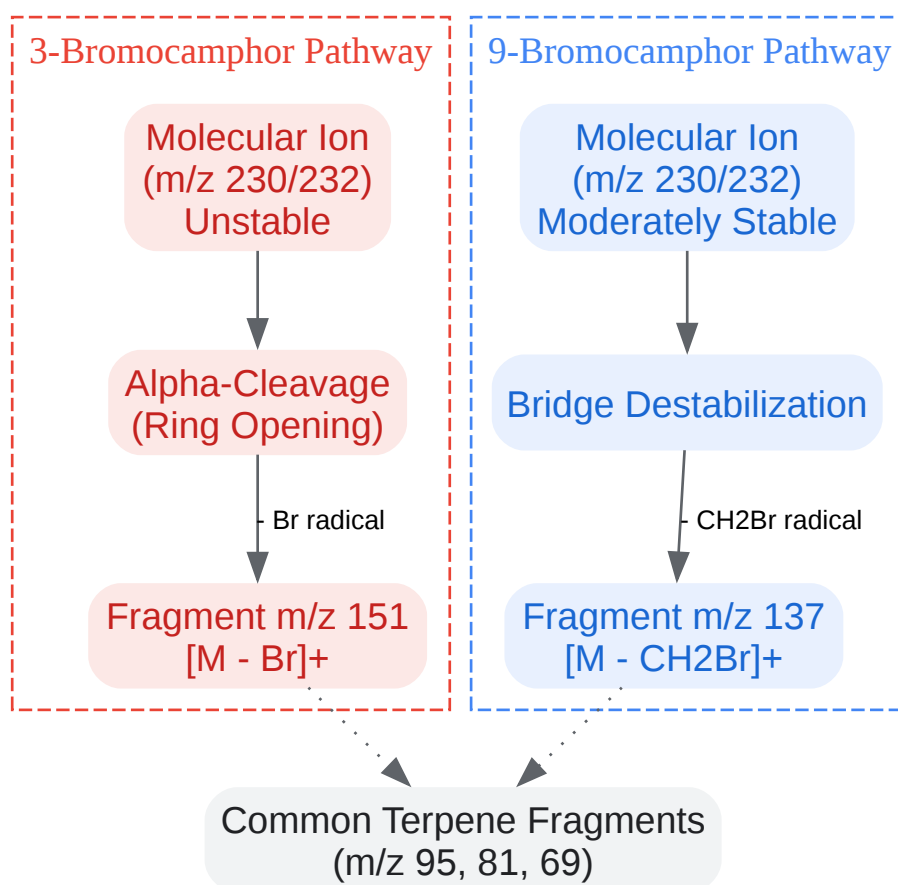 3-Bromocamphor Pathway
Molecular Ion
(m/z 230/232)
Unstable
Alpha-Cleavage
(Ring Opening)
- Br radical
Fragment m/z 151
[M - Br]+
9-Bromocamphor Pathway
Molecular Ion
(m/z 230/232)
Moderately Stable
Bridge Destabilization
- CH2Br radical
Fragment m/z 137
[M - CH2Br]+
Common Terpene Fragments
(m/z 95, 81, 69)